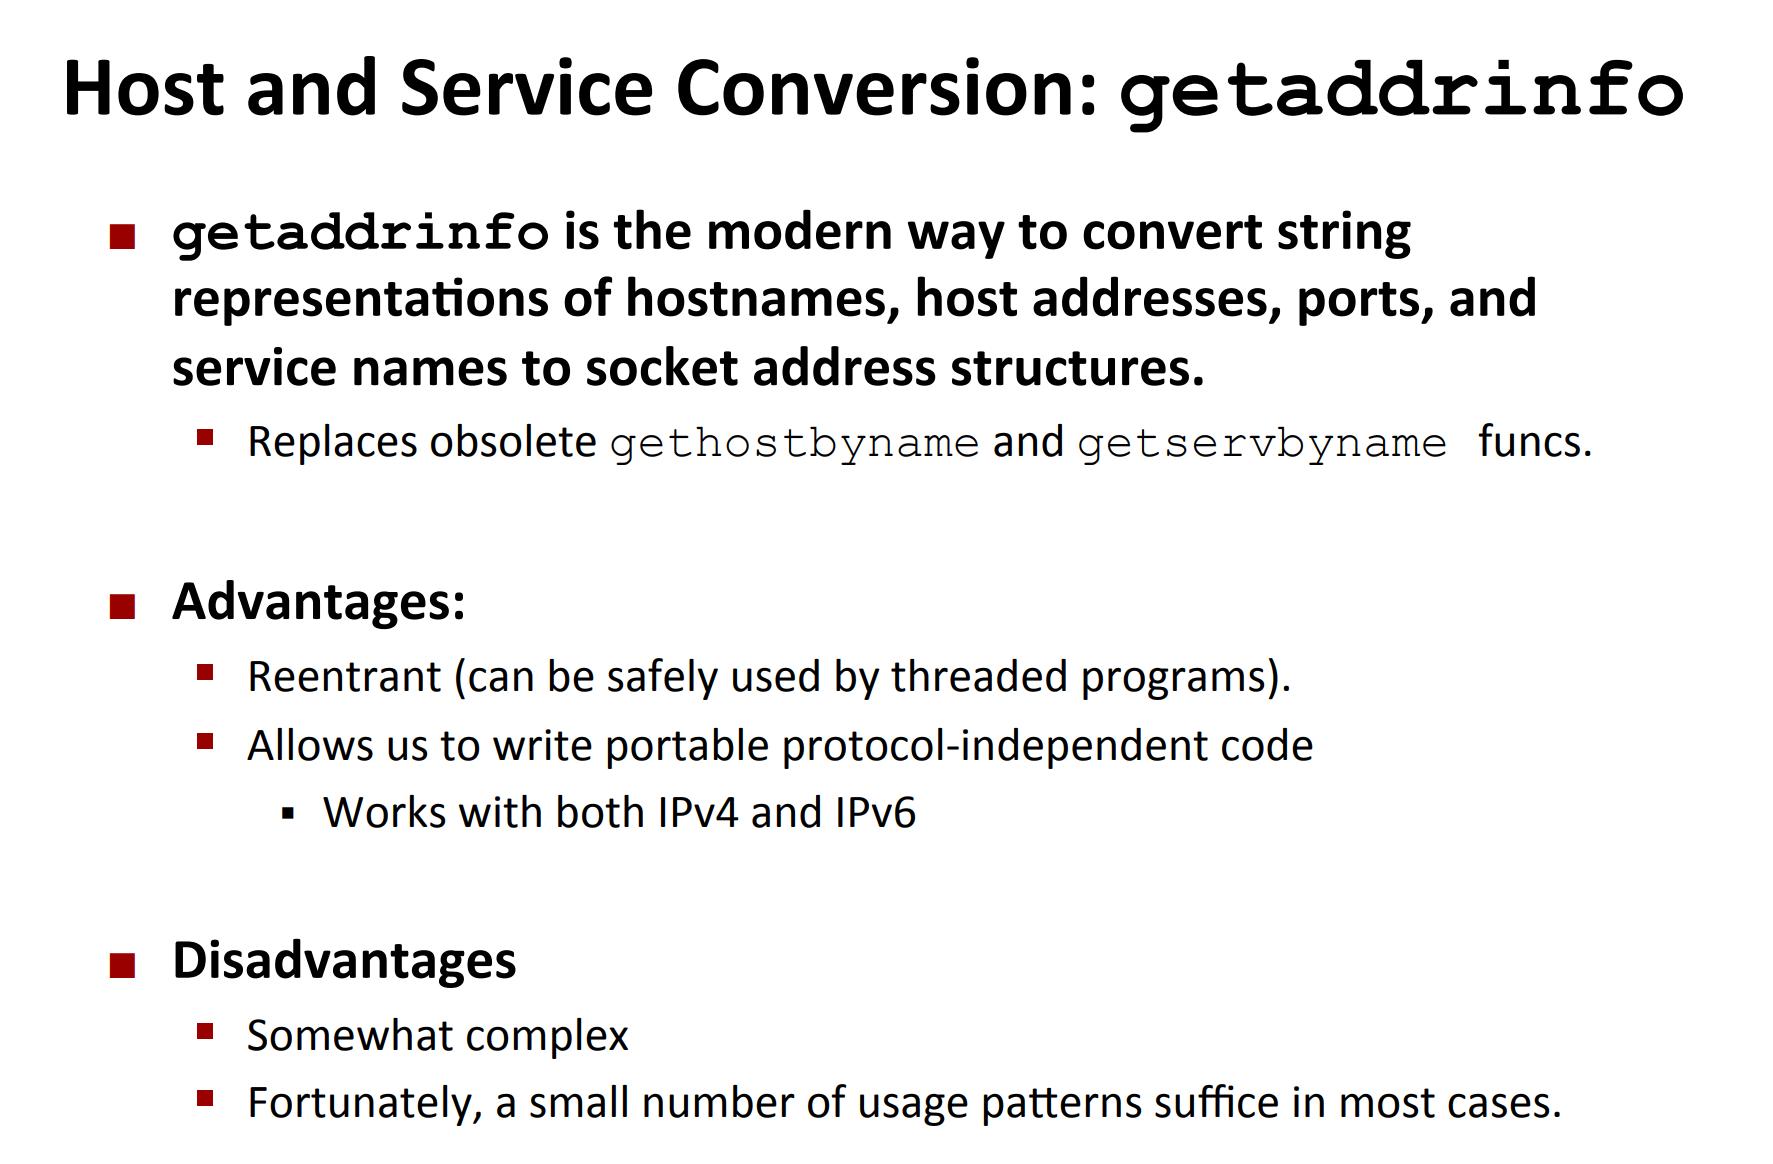 Host and Service Conversion: getaddrinfo
getaddrinfo is the modern way to convert string
representations of hostnames, host addresses, ports, and
service names to socket address structures.
Replaces obsolete gethostbyname and getservbyname funcs.
Advantages:
Reentrant (can be safely used by threaded programs).
Allows us to write portable protocol-independent code
Works with both IPv4 and IPv6
Disadvantages
Somewhat complex
Fortunately, a small number of usage patterns suffice in most cases.